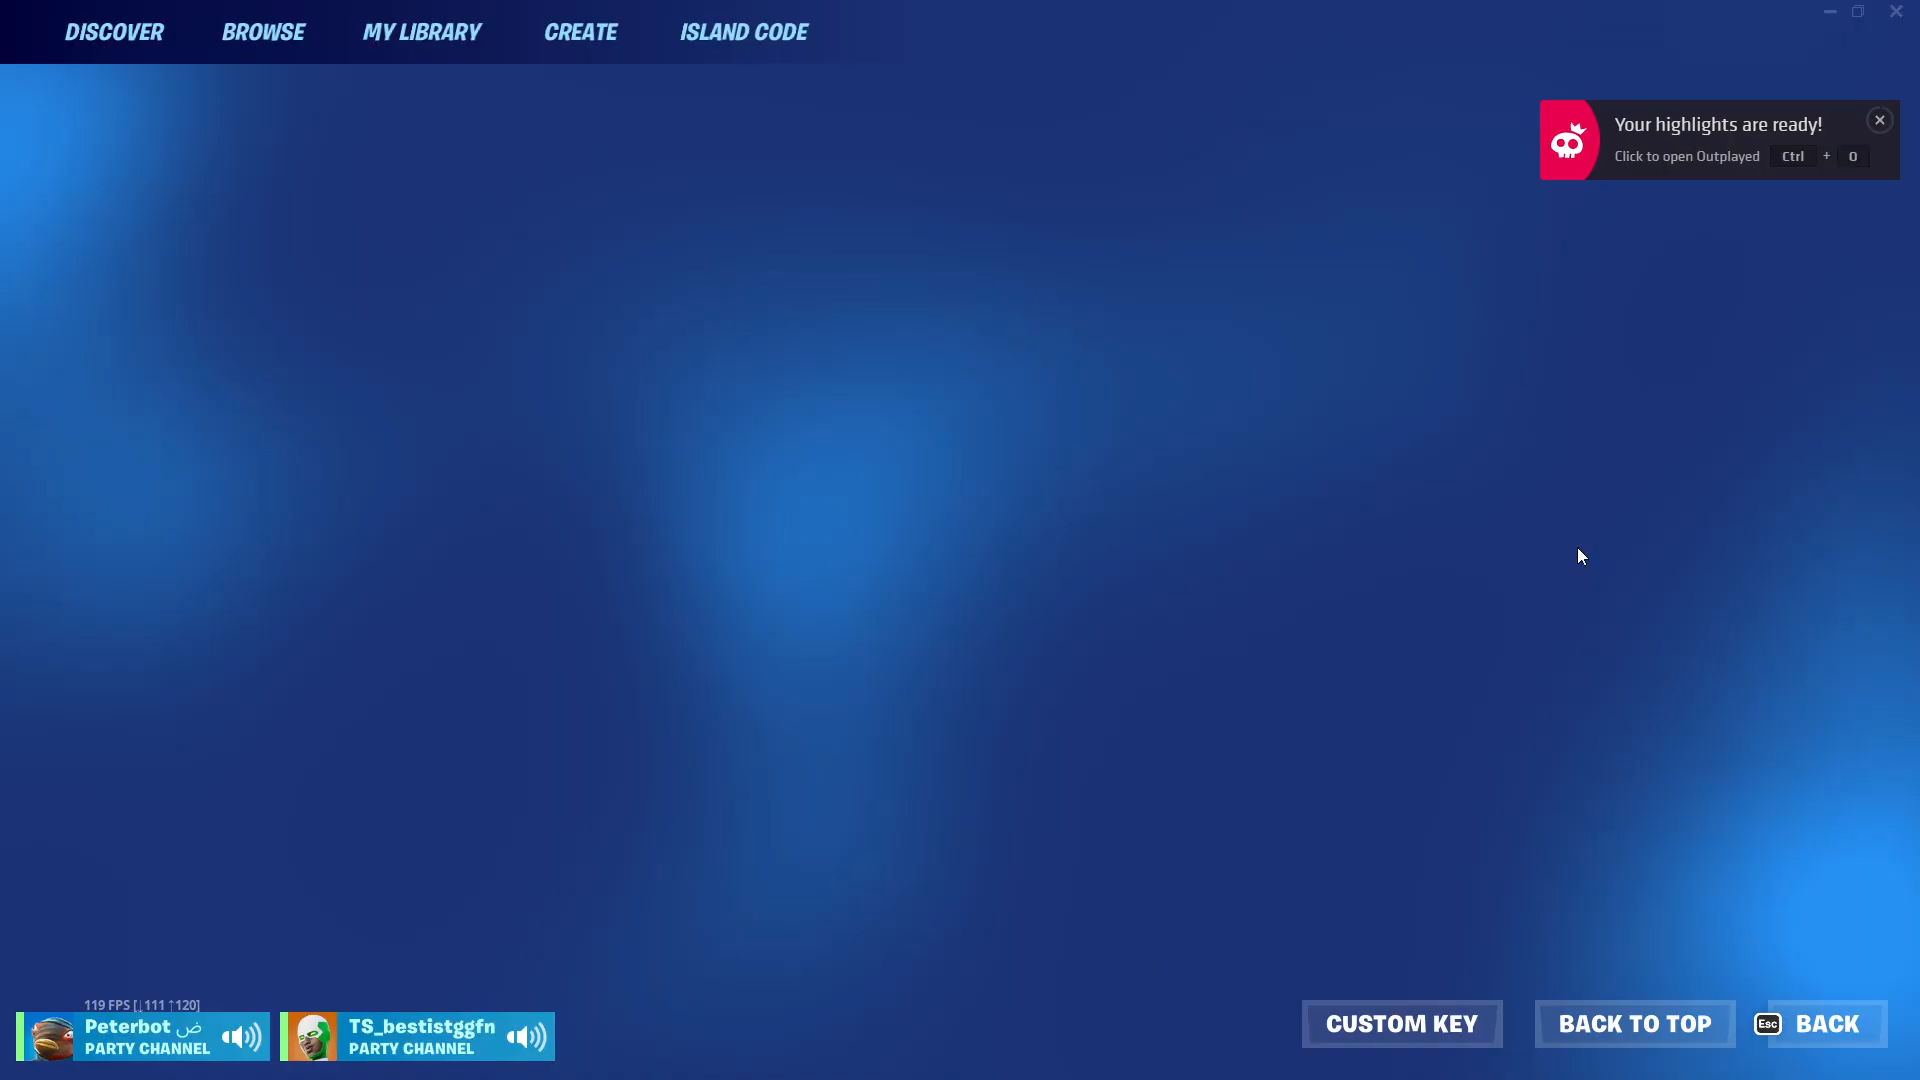 DISCOVER BROWSE MY LIBRARY CREATE ISLAND CODE
Your highlights are ready!
Click to open Outplayed Ctrl + O
119 FPS [↓111 ↑120]
Peterbot ض
PARTY CHANNEL
TS_bestistggfn
PARTY CHANNEL
CUSTOM KEY
BACK TO TOP
Esc BACK